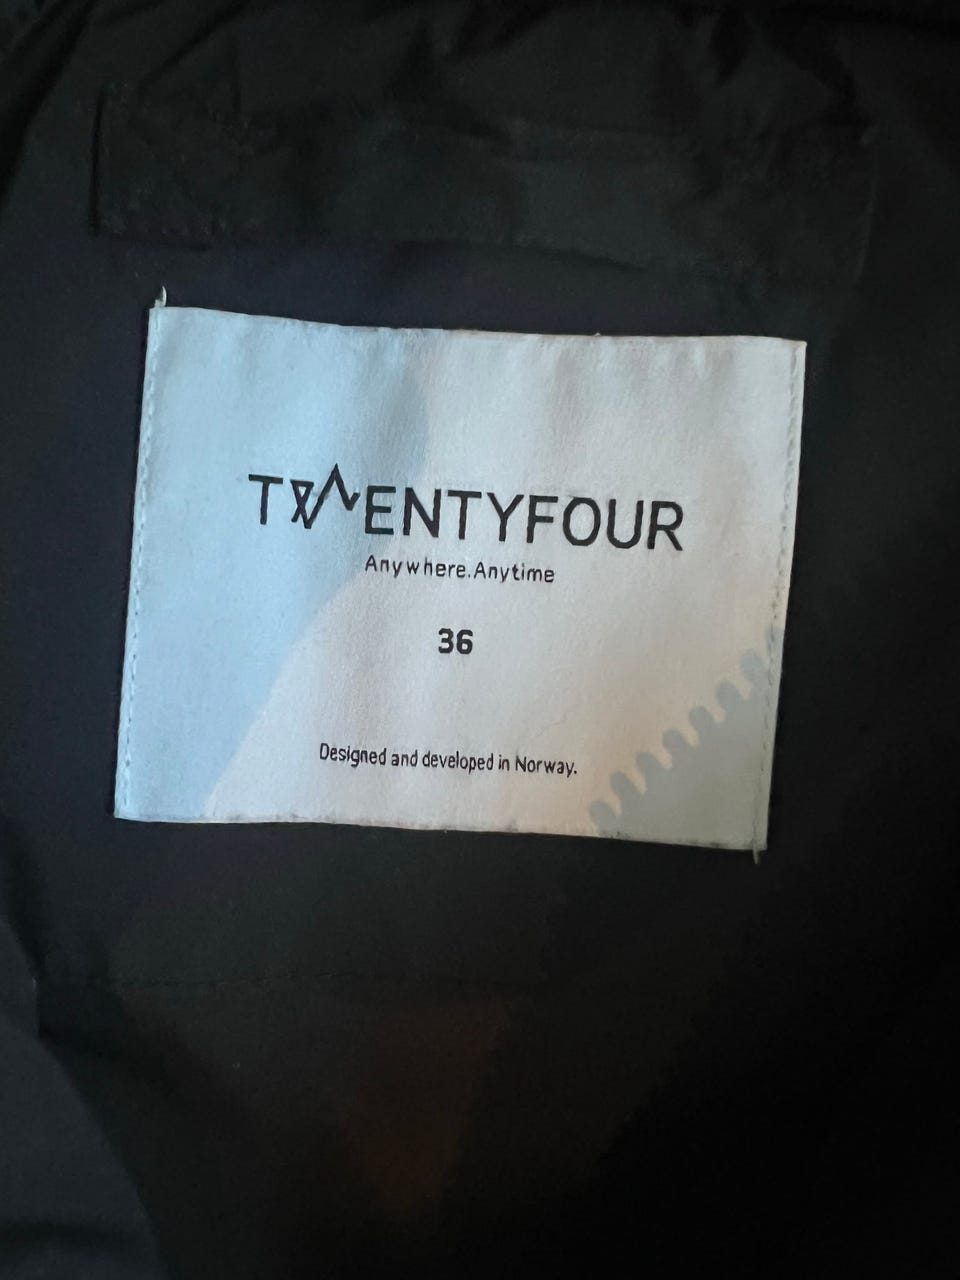 TWENTYFOUR
Anywhere.Anytime
36
Designed and developed in Norway.